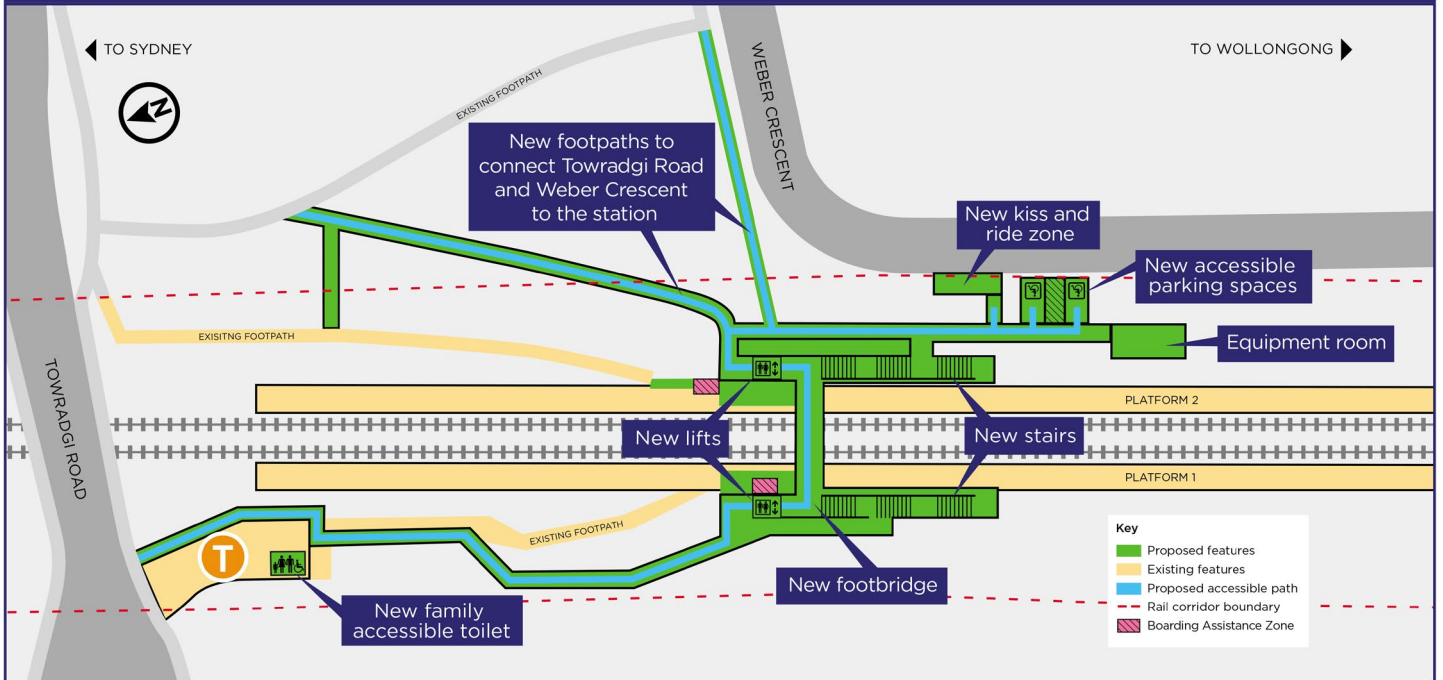 TO SYDNEY
TO WOLLONGONG
N
EXISTING FOOTPATH
WEBER CRESCENT
New footpaths to
connect Towradgi Road
and Weber Crescent
to the station
New kiss and
ride zone
New accessible
parking spaces
EXISITNG FOOTPATH
Equipment room
TOWRADGI ROAD
PLATFORM 2
New lifts
New stairs
PLATFORM 1
EXISTING FOOTPATH
T
New footbridge
New family
accessible toilet
Key
Proposed features
Existing features
Proposed accessible path
Rail corridor boundary
Boarding Assistance Zone